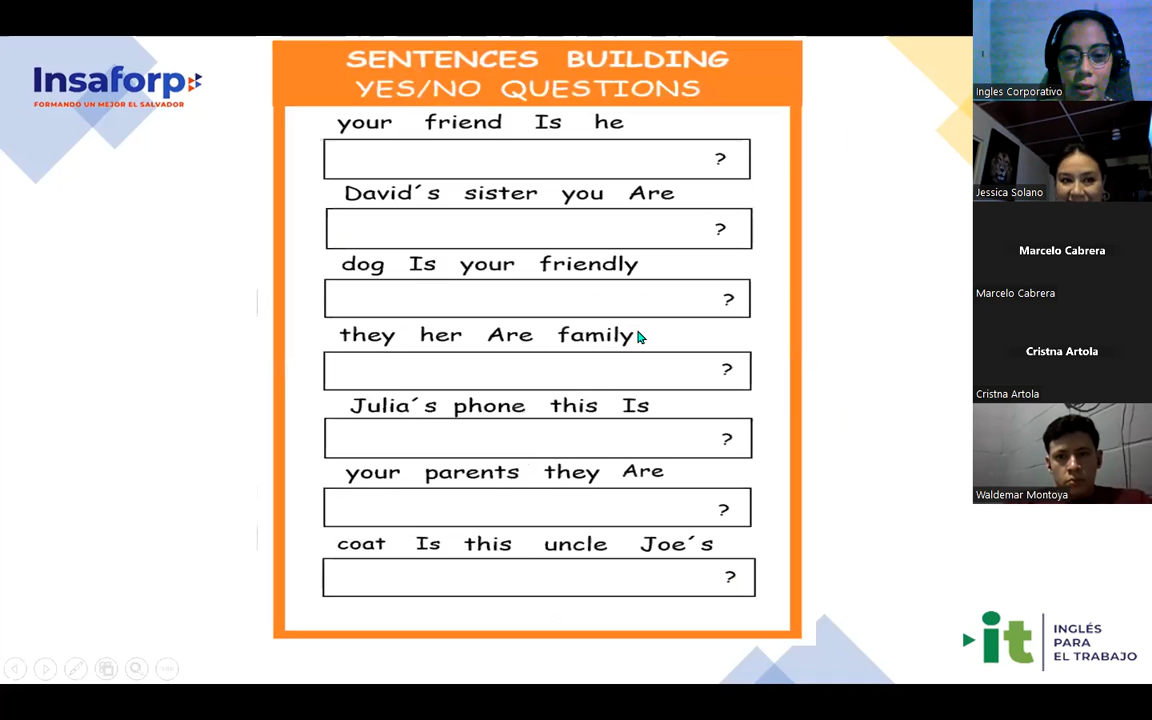 SENTENCES BUILDING
YES/NO QUESTIONS
your friend Is he
?
David´s sister you Are
?
dog Is your friendly
?
they her Are family
?
Julia´s phone this Is
?
your parents they Are
?
coat Is this uncle Joe´s
?
Insaforp
FORMANDO UN MEJOR EL SALVADOR
it
INGLÉS
PARA
EL TRABAJO
Ingles Corporativo
Jessica Solano
Marcelo Cabrera
Marcelo Cabrera
Cristna Artola
Cristna Artola
Waldemar Montoya